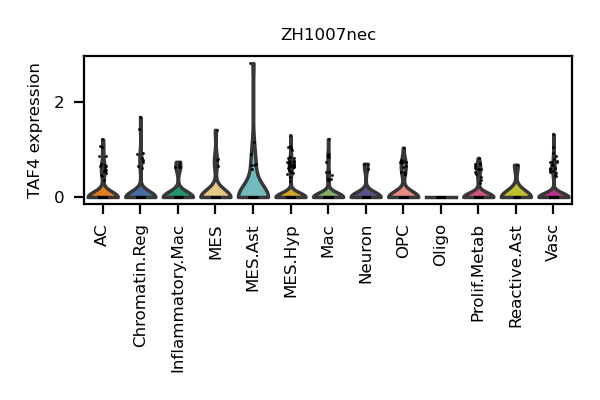 ZH1007nec
TAF4 expression
2
0
AC
Chromatin.Reg
Inflammatory.Mac
MES
MES.Ast
MES.Hyp
Mac
Neuron
OPC
Oligo
Prolif.Metab
Reactive.Ast
Vasc